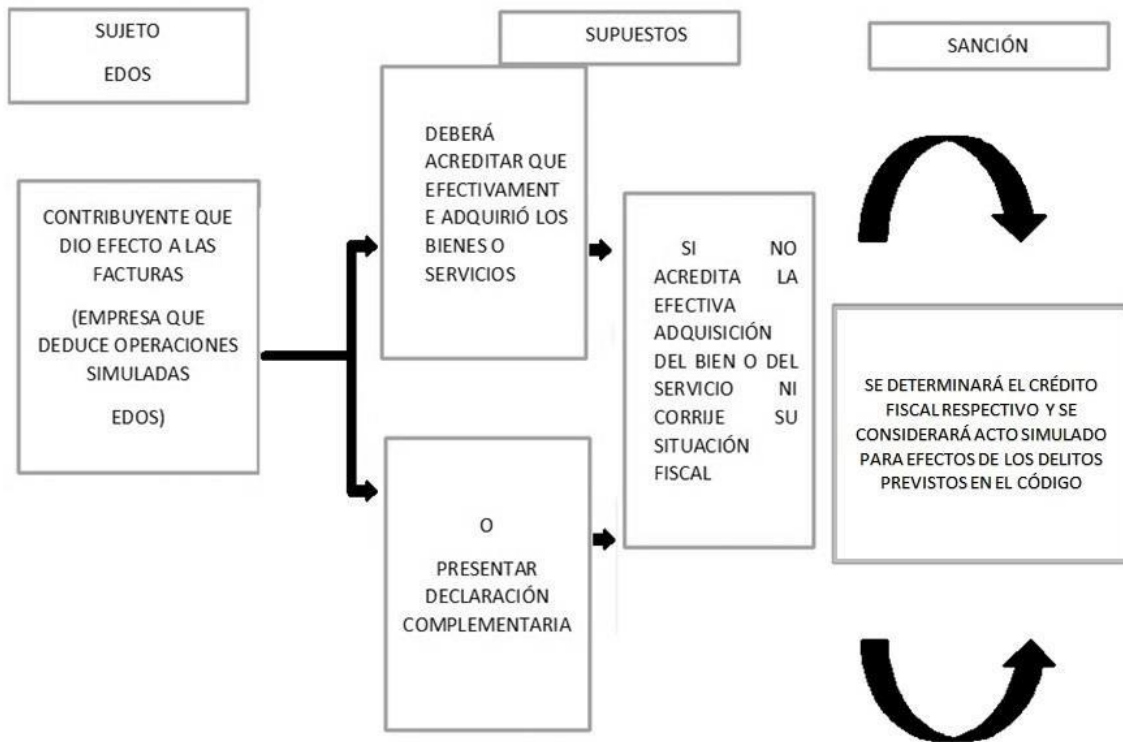 SUJETO
EDOS
SUPUESTOS
SANCIÓN
CONTRIBUYENTE QUE
DIO EFECTO A LAS
FACTURAS
(EMPRESA QUE
DEDUCE OPERACIONES
SIMULADAS
EDOS)
DEBERÁ
ACREDITAR QUE
EFECTIVAMENT
E ADQUIRIÓ LOS
BIENES O
SERVICIOS
O
PRESENTAR
DECLARACIÓN
COMPLEMENTARIA
SI NO
ACREDITA LA
EFECTIVA
ADQUISICIÓN
DEL BIEN O DEL
SERVICIO NI
CORRIJE SU
SITUACIÓN
FISCAL
SE DETERMINARÁ EL CRÉDITO
FISCAL RESPECTIVO Y SE
CONSIDERARÁ ACTO SIMULADO
PARA EFECTOS DE LOS DELITOS
PREVISTOS EN EL CÓDIGO